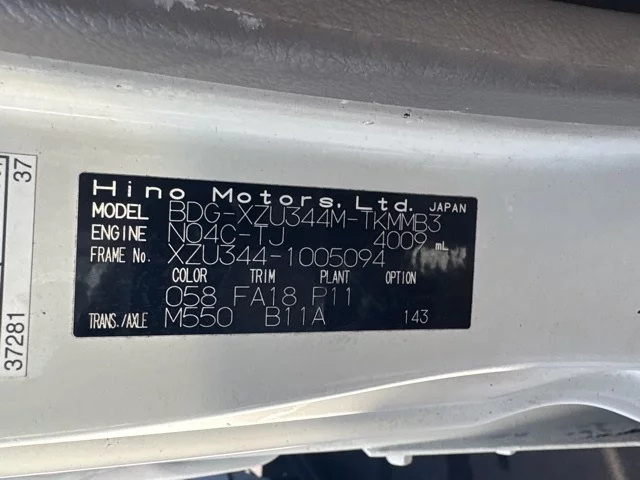 Hino Motors, Ltd. JAPAN
MODEL BDG-XZU344M-TKMMB3
ENGINE N04C-TJ 4009 mL
FRAME No. XZU344-1005094
COLOR TRIM PLANT OPTION
058 FA18 P11
TRANS./AXLE M550 B11A 143
37281 37